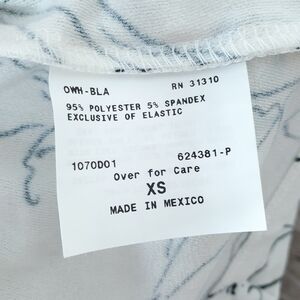 OWH-BLA RN 31310
95% POLYESTER 5% SPANDEX
EXCLUSIVE OF ELASTIC
1070D01 624381-P
Over for Care
XS
MADE IN MEXICO